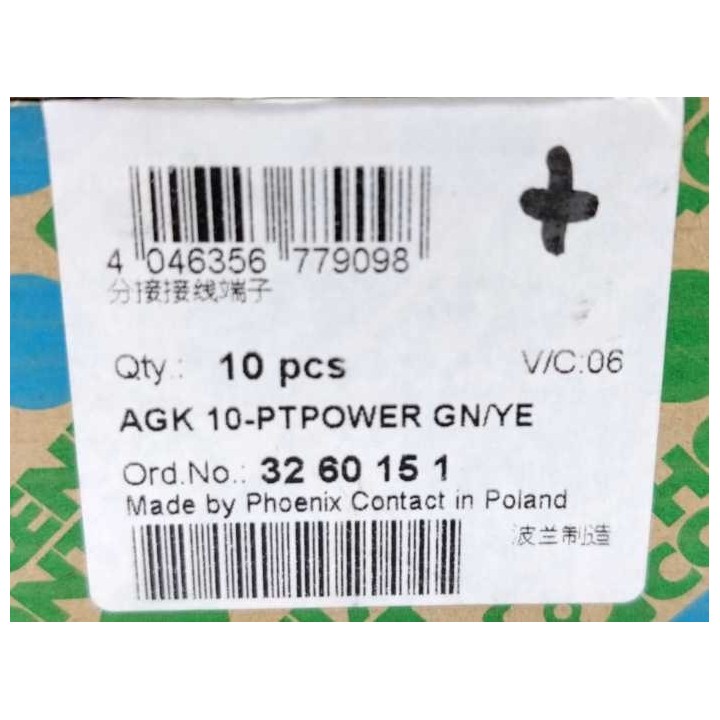 4 046356 779098
分接接线端子
Qty.: 10 pcs V/C:06
AGK 10-PTPOWER GN/YE
Ord.No.: 32 60 15 1
Made by Phoenix Contact in Poland
波兰制造